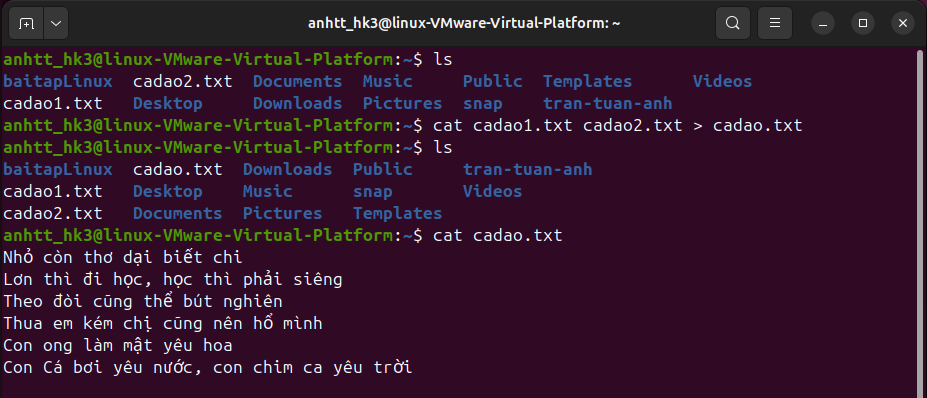 anhtt_hk3@linux-VMware-Virtual-Platform: ~
anhtt_hk3@linux-VMware-Virtual-Platform:~$ ls
baitapLinux cadao2.txt Documents Music Public Templates Videos
cadao1.txt Desktop Downloads Pictures snap tran-tuan-anh
anhtt_hk3@linux-VMware-Virtual-Platform:~$ cat cadao1.txt cadao2.txt > cadao.txt
anhtt_hk3@linux-VMware-Virtual-Platform:~$ ls
baitapLinux cadao.txt Downloads Public tran-tuan-anh
cadao1.txt Desktop Music snap Videos
cadao2.txt Documents Pictures Templates
anhtt_hk3@linux-VMware-Virtual-Platform:~$ cat cadao.txt
Nhỏ còn thơ dại biết chi
Lơn thì đi học, học thì phải siêng
Theo đòi cũng thể bút nghiên
Thua em kém chị cũng nên hổ mình
Con ong làm mật yêu hoa
Con Cá bơi yêu nước, con chim ca yêu trời